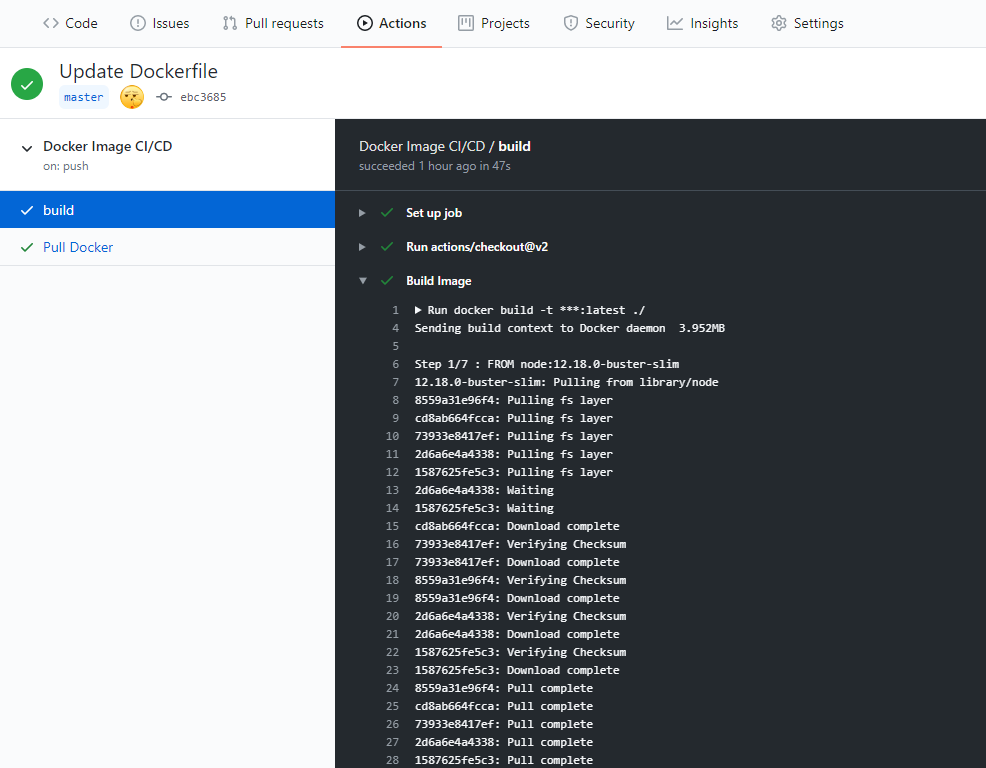 Code Issues Pull requests Actions Projects Security Insights Settings
Update Dockerfile
master ebc3685
Docker Image CI/CD
on: push
build
Pull Docker
Docker Image CI/CD / build
succeeded 1 hour ago in 47s
Set up job
Run actions/checkout@v2
Build Image
1 Run docker build -t ***:latest ./
4 Sending build context to Docker daemon 3.952MB
5
6 Step 1/7 : FROM node:12.18.0-buster-slim
7 12.18.0-buster-slim: Pulling from library/node
8 8559a31e96f4: Pulling fs layer
9 cd8ab664fcca: Pulling fs layer
10 73933e8417ef: Pulling fs layer
11 2d6a6e4a4338: Pulling fs layer
12 1587625fe5c3: Pulling fs layer
13 2d6a6e4a4338: Waiting
14 1587625fe5c3: Waiting
15 cd8ab664fcca: Download complete
16 73933e8417ef: Verifying Checksum
17 73933e8417ef: Download complete
18 8559a31e96f4: Verifying Checksum
19 8559a31e96f4: Download complete
20 2d6a6e4a4338: Verifying Checksum
21 2d6a6e4a4338: Download complete
22 1587625fe5c3: Verifying Checksum
23 1587625fe5c3: Download complete
24 8559a31e96f4: Pull complete
25 cd8ab664fcca: Pull complete
26 73933e8417ef: Pull complete
27 2d6a6e4a4338: Pull complete
28 1587625fe5c3: Pull complete